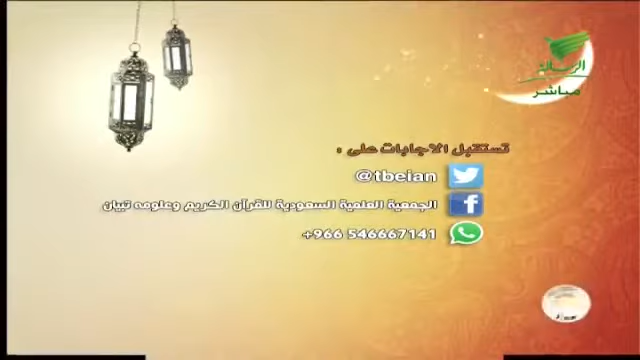 الرسالة
مباشر
تستقبل الاجابات على :
@tbeian
الجمعية العلمية السعودية للقرآن الكريم وعلومه تبيان
+966 546667141